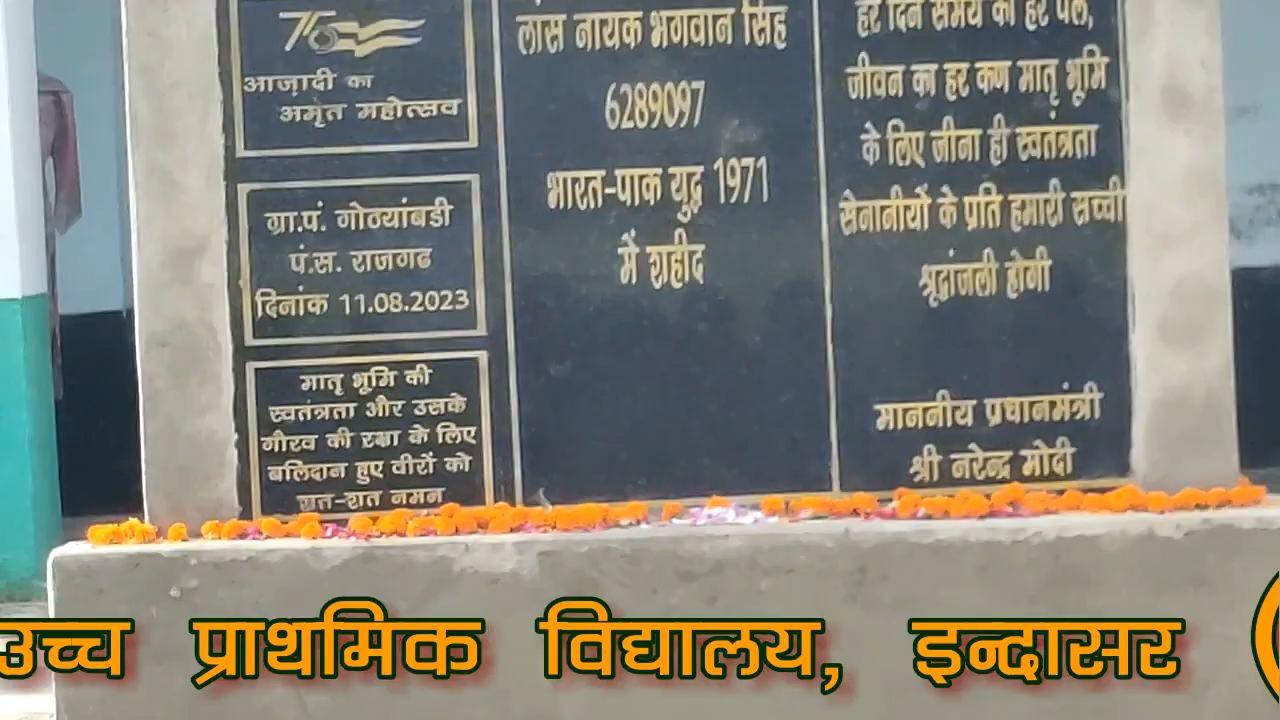 75
आज़ादी का
अमृत महोत्सव
ग्रा.पं. गोठ्यांबडी
पं.स. राजगढ
दिनांक 11.08.2023
मातृ भूमि की
स्वतंत्रता और उसके
गौरव की रक्षा के लिए
बलिदान हुए वीरों को
शत-शत नमन
लांस नायक भगवान सिंह
6289097
भारत-पाक युद्ध 1971
में शहीद
हर दिन समय का हर पल,
जीवन का हर कण मातृ भूमि
के लिए जीना ही स्वतंत्रता
सेनानीयों के प्रति हमारी सच्ची
श्रृद्वांजली होगी
माननीय प्रधानमंत्री
श्री नरेन्द्र मोदी
उच्च प्राथमिक विद्यालय, इन्दासर